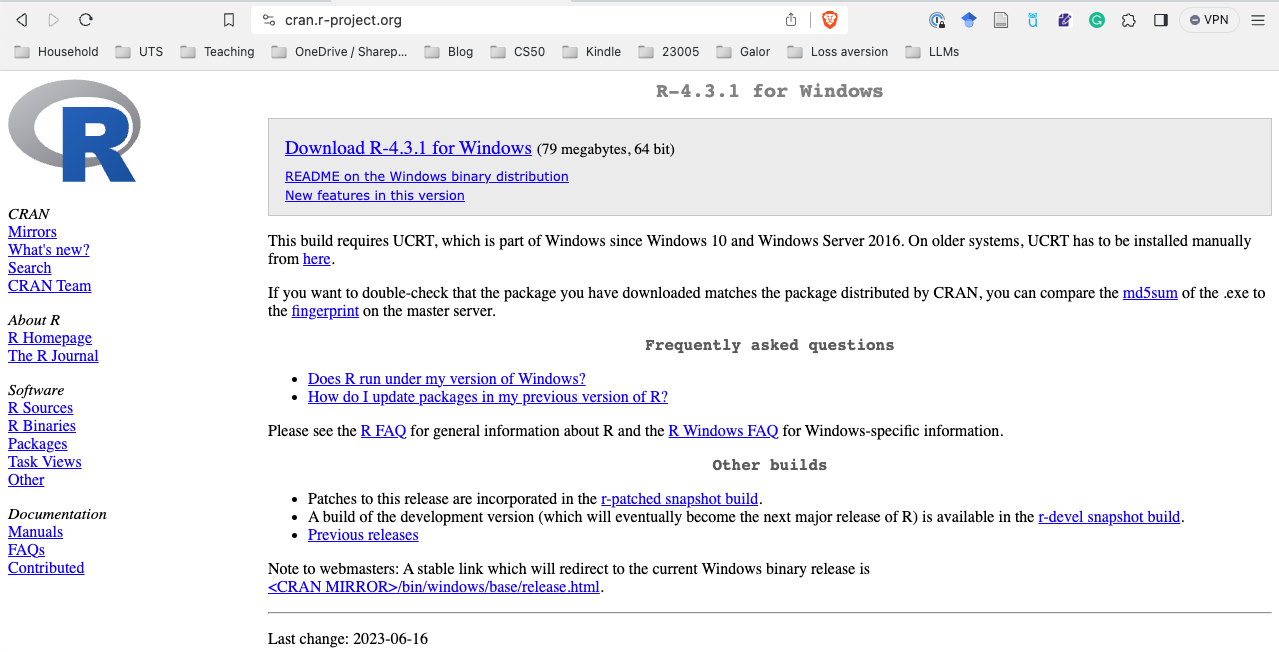 cran.r-project.org
VPN
Household UTS Teaching OneDrive / Sharep... Blog CS50 Kindle 23005 Galor Loss aversion LLMs
R
CRAN
Mirrors
What's new?
Search
CRAN Team
About R
R Homepage
The R Journal
Software
R Sources
R Binaries
Packages
Task Views
Other
Documentation
Manuals
FAQs
Contributed
R-4.3.1 for Windows
Download R-4.3.1 for Windows (79 megabytes, 64 bit)
README on the Windows binary distribution
New features in this version
This build requires UCRT, which is part of Windows since Windows 10 and Windows Server 2016. On older systems, UCRT has to be installed manually
from here.
If you want to double-check that the package you have downloaded matches the package distributed by CRAN, you can compare the md5sum of the .exe to
the fingerprint on the master server.
Frequently asked questions
• Does R run under my version of Windows?
• How do I update packages in my previous version of R?
Please see the R FAQ for general information about R and the R Windows FAQ for Windows-specific information.
Other builds
• Patches to this release are incorporated in the r-patched snapshot build.
• A build of the development version (which will eventually become the next major release of R) is available in the r-devel snapshot build.
• Previous releases
Note to webmasters: A stable link which will redirect to the current Windows binary release is
<CRAN MIRROR>/bin/windows/base/release.html.
Last change: 2023-06-16